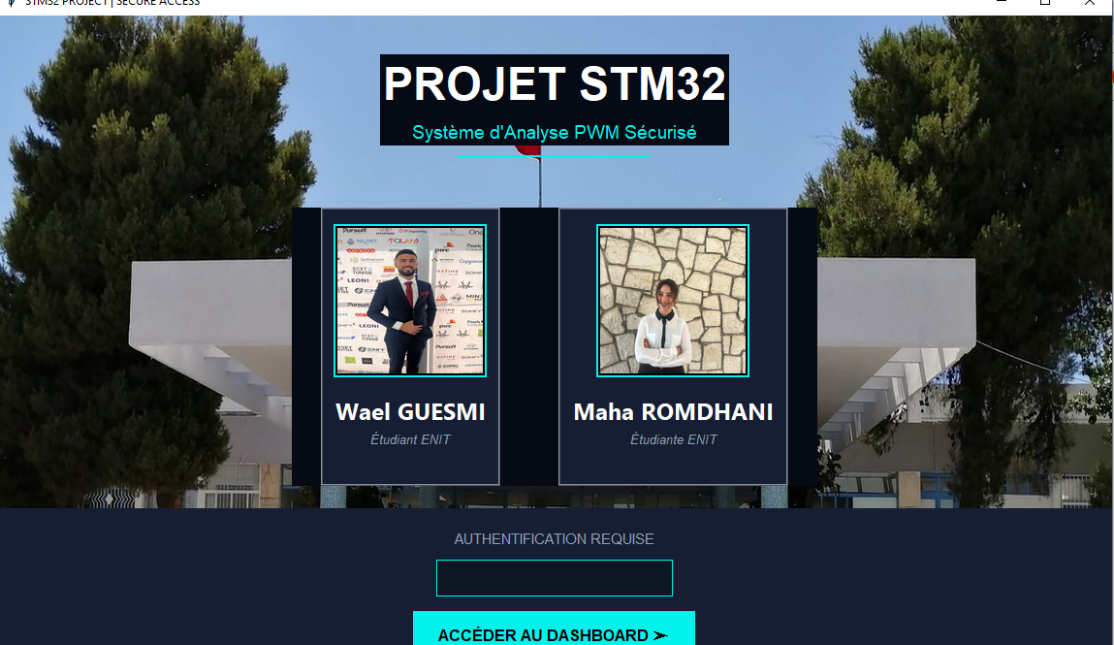 STM32 PROJECT | SECURE ACCESS
PROJET STM32
Système d'Analyse PWM Sécurisé
Wael GUESMI
Étudiant ENIT
Maha ROMDHANI
Étudiante ENIT
AUTHENTIFICATION REQUISE
ACCÉDER AU DASHBOARD ➤